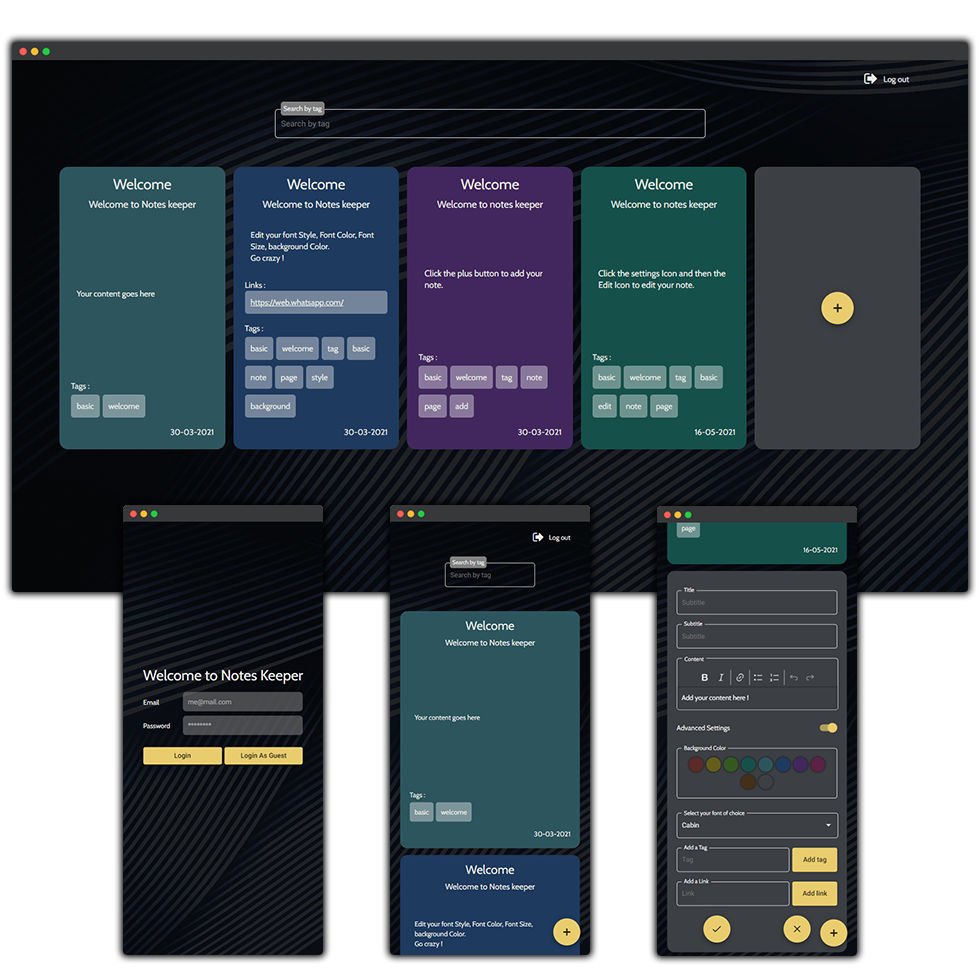 Log out
Search by tag
Search by tag
Welcome
Welcome to Notes keeper
Your content goes here
Tags :
basic welcome
30-03-2021
Welcome
Welcome to Notes keeper
Edit your font Style, Font Color, Font
Size, background Color.
Go crazy !
Links :
https://web.whatsapp.com/
Tags :
basic welcome tag basic
note page style
background
30-03-2021
Welcome
Welcome to notes keeper
Click the plus button to add your
note.
Tags :
basic welcome tag note
page add
30-03-2021
Welcome
Welcome to notes keeper
Click the settings Icon and then the
Edit Icon to edit your note.
Tags :
basic welcome tag basic
edit note page
16-05-2021
+
Welcome to Notes Keeper
Email me@mail.com
Password ********
Login Login As Guest
Log out
Search by tag
Search by tag
Welcome
Welcome to Notes keeper
Your content goes here
Tags :
basic welcome
30-03-2021
Welcome
Welcome to Notes keeper
Edit your font Style, Font Color, Font Size,
background Color.
Go crazy !
+
page
16-05-2021
Title
Subtitle
Subtitle
Subtitle
Content
B I
Add your content here !
Advanced Settings
Background Color
Select your font of choice
Cabin
Add a Tag
Tag Add tag
Add a Link
Link Add link
+